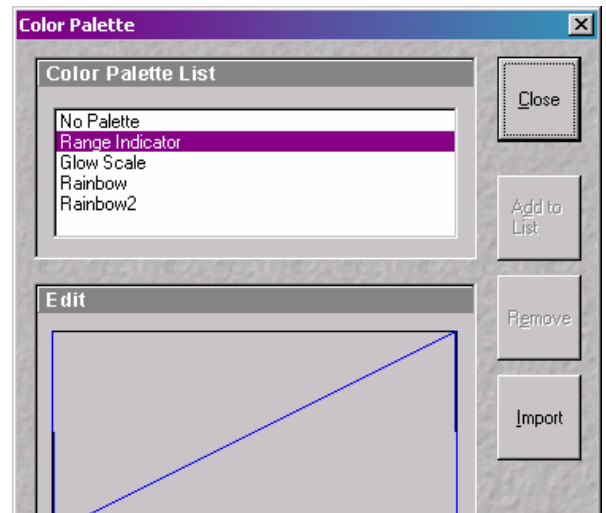 Color Palette
Color Palette List
No Palette
Range Indicator
Glow Scale
Rainbow
Rainbow2
Close
Add to
List
Remove
Import
Edit